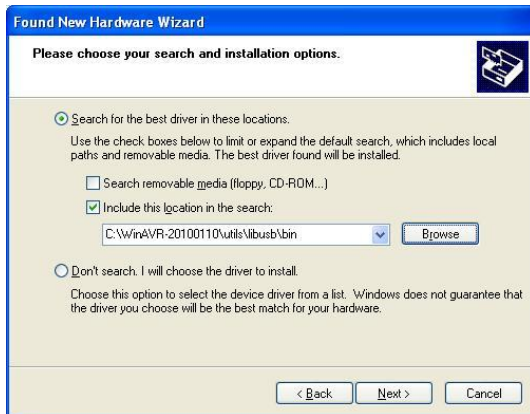 Found New Hardware Wizard
Please choose your search and installation options.
Search for the best driver in these locations.
Use the check boxes below to limit or expand the default search, which includes local
paths and removable media. The best driver found will be installed.
Search removable media (floppy, CD-ROM...)
Include this location in the search:
C:\WinAVR-20100110\utils\libusb\bin
Browse
Don't search. I will choose the driver to install.
Choose this option to select the device driver from a list. Windows does not guarantee that
the driver you choose will be the best match for your hardware.
< Back
Next >
Cancel